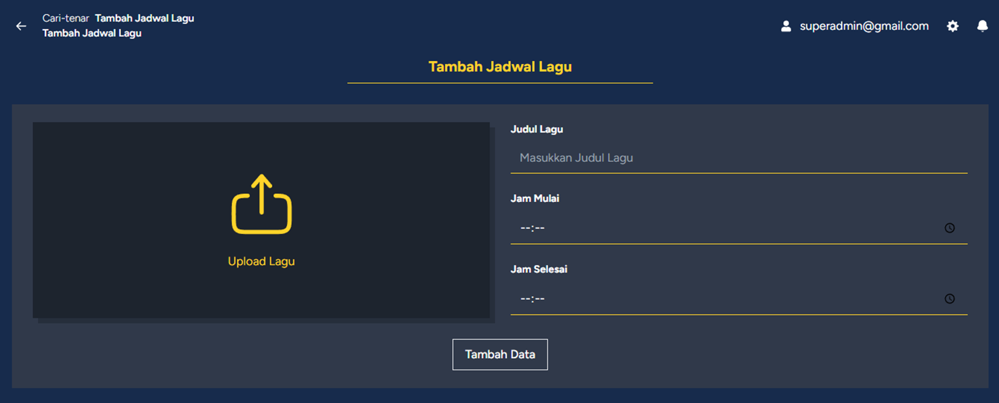 Cari-tenar Tambah Jadwal Lagu
Tambah Jadwal Lagu
superadmin@gmail.com
Tambah Jadwal Lagu
Upload Lagu
Judul Lagu
Masukkan Judul Lagu
Jam Mulai
--:--
Jam Selesai
--:--
Tambah Data